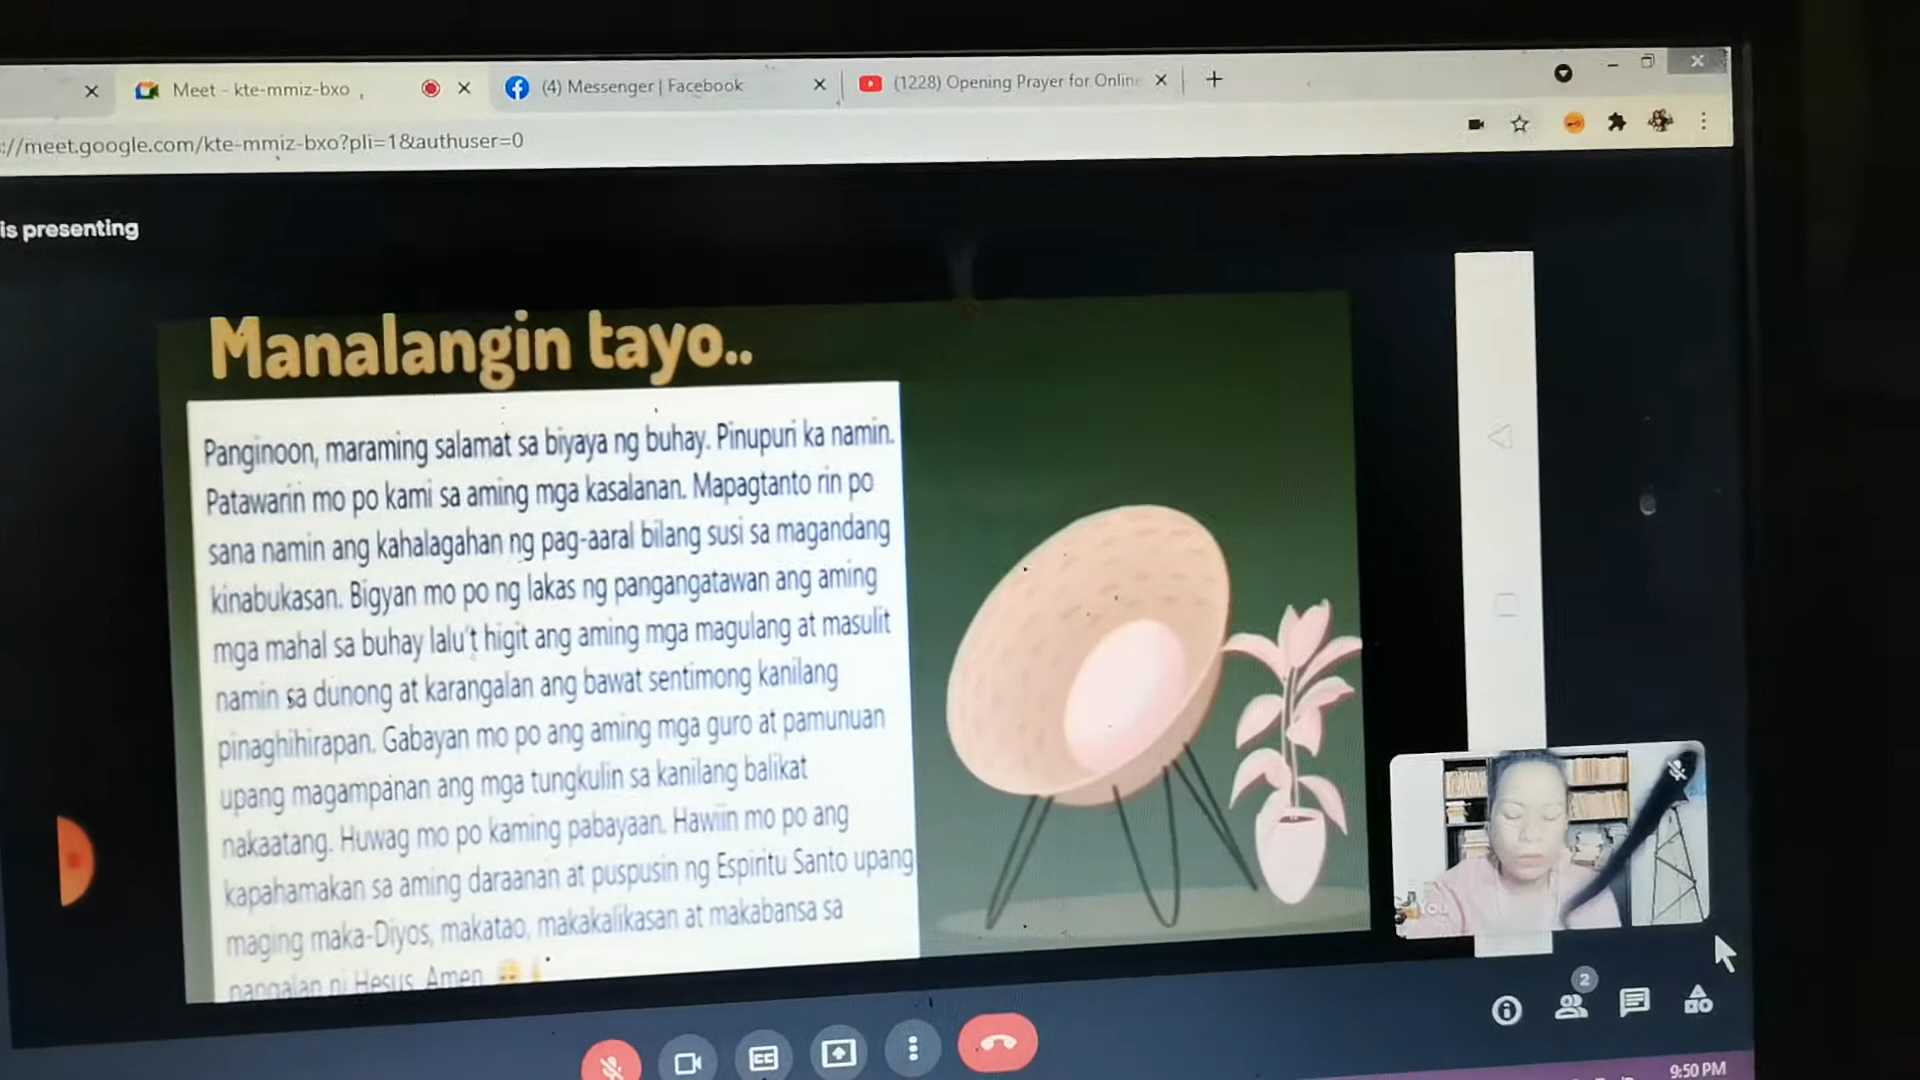 Meet - kte-mmiz-bxo
(4) Messenger | Facebook
(1228) Opening Prayer for Online
://meet.google.com/kte-mmiz-bxo?pli=1&authuser=0
is presenting
Manalangin tayo..
Panginoon, maraming salamat sa biyaya ng buhay. Pinupuri ka namin.
Patawarin mo po kami sa aming mga kasalanan. Mapagtanto rin po
sana namin ang kahalagahan ng pag-aaral bilang susi sa magandang
kinabukasan. Bigyan mo po ng lakas ng pangangatawan ang aming
mga mahal sa buhay lalu't higit ang aming mga magulang at masulit
namin sa dunong at karangalan ang bawat sentimong kanilang
pinaghihirapan. Gabayan mo po ang aming mga guro at pamunuan
upang magampanan ang mga tungkulin sa kanilang balikat
nakaatang. Huwag mo po kaming pabayaan. Hawiin mo po ang
kapahamakan sa aming daraanan at puspusin ng Espiritu Santo upang
maging maka-Diyos, makatao, makakalikasan at makabansa sa
pangalan ni Hesus. Amen
You
2
CC
9:50 PM